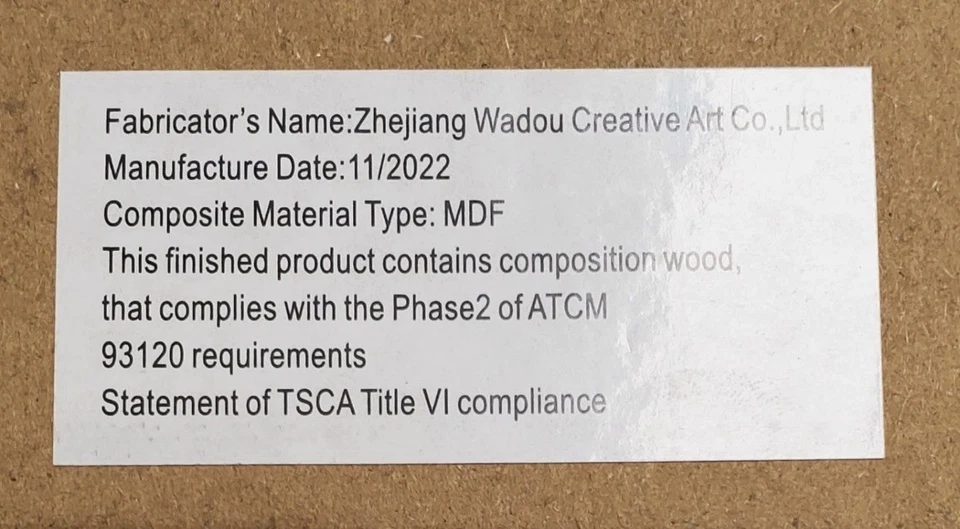 Fabricator’s Name:Zhejiang Wadou Creative Art Co.,Ltd
Manufacture Date:11/2022
Composite Material Type: MDF
This finished product contains composition wood,
that complies with the Phase2 of ATCM
93120 requirements
Statement of TSCA Title VI compliance